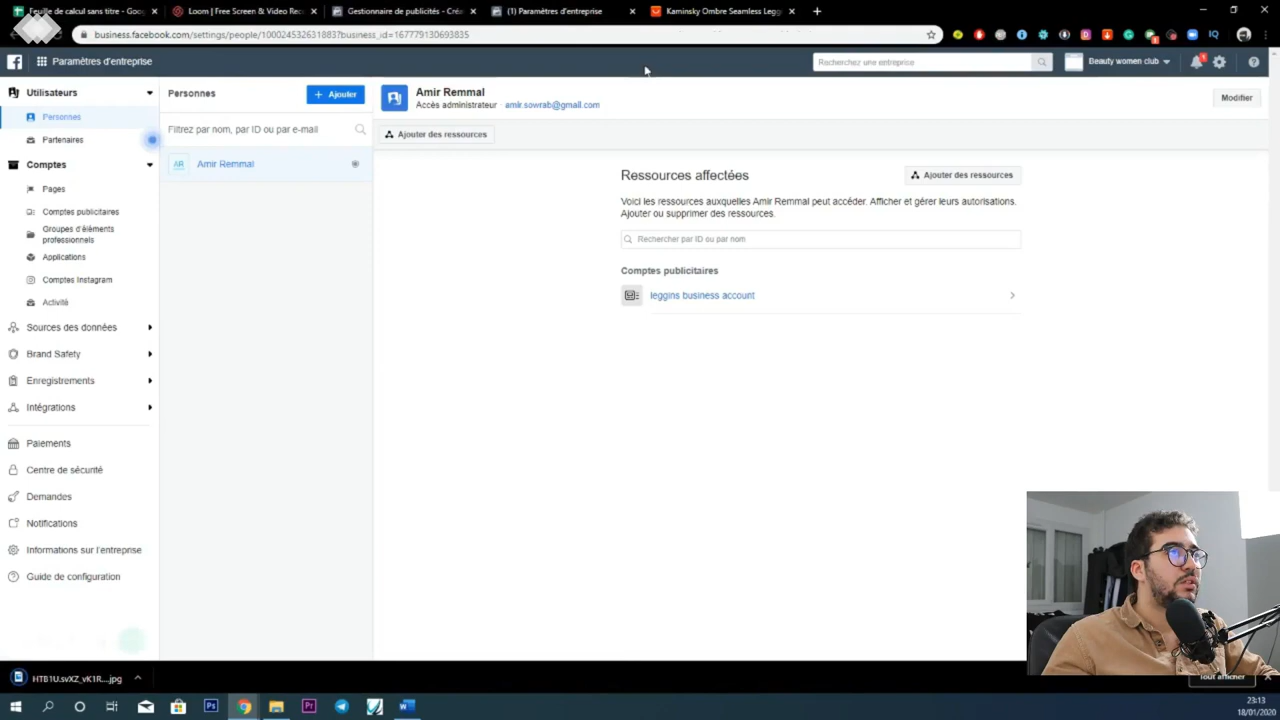 Feuille de calcul sans titre - Goog
Loom | Free Screen & Video Rec
Gestionnaire de publicités - Créa
(1) Paramètres d'entreprise
Kaminsky Ombre Seamless Legg
business.facebook.com/settings/people/100024532631883?business_id=167779130693835
Paramètres d'entreprise
Recherchez une entreprise
Beauty women club
Utilisateurs
Personnes
Partenaires
Comptes
Pages
Comptes publicitaires
Groupes d'éléments
professionnels
Applications
Comptes Instagram
Activité
Sources des données
Brand Safety
Enregistrements
Intégrations
Paiements
Centre de sécurité
Demandes
Notifications
Informations sur l'entreprise
Guide de configuration
Personnes
+ Ajouter
Filtrez par nom, par ID ou par e-mail
AR
Amir Remmal
Amir Remmal
Accès administrateur · amir.sowrab@gmail.com
Modifier
Ajouter des ressources
Ressources affectées
Ajouter des ressources
Voici les ressources auxquelles Amir Remmal peut accéder. Afficher et gérer leurs autorisations.
Ajouter ou supprimer des ressources.
Rechercher par ID ou par nom
Comptes publicitaires
leggins business account
HTB1U.svXZ_vK1R....jpg
Tout afficher
23:13
18/01/2020